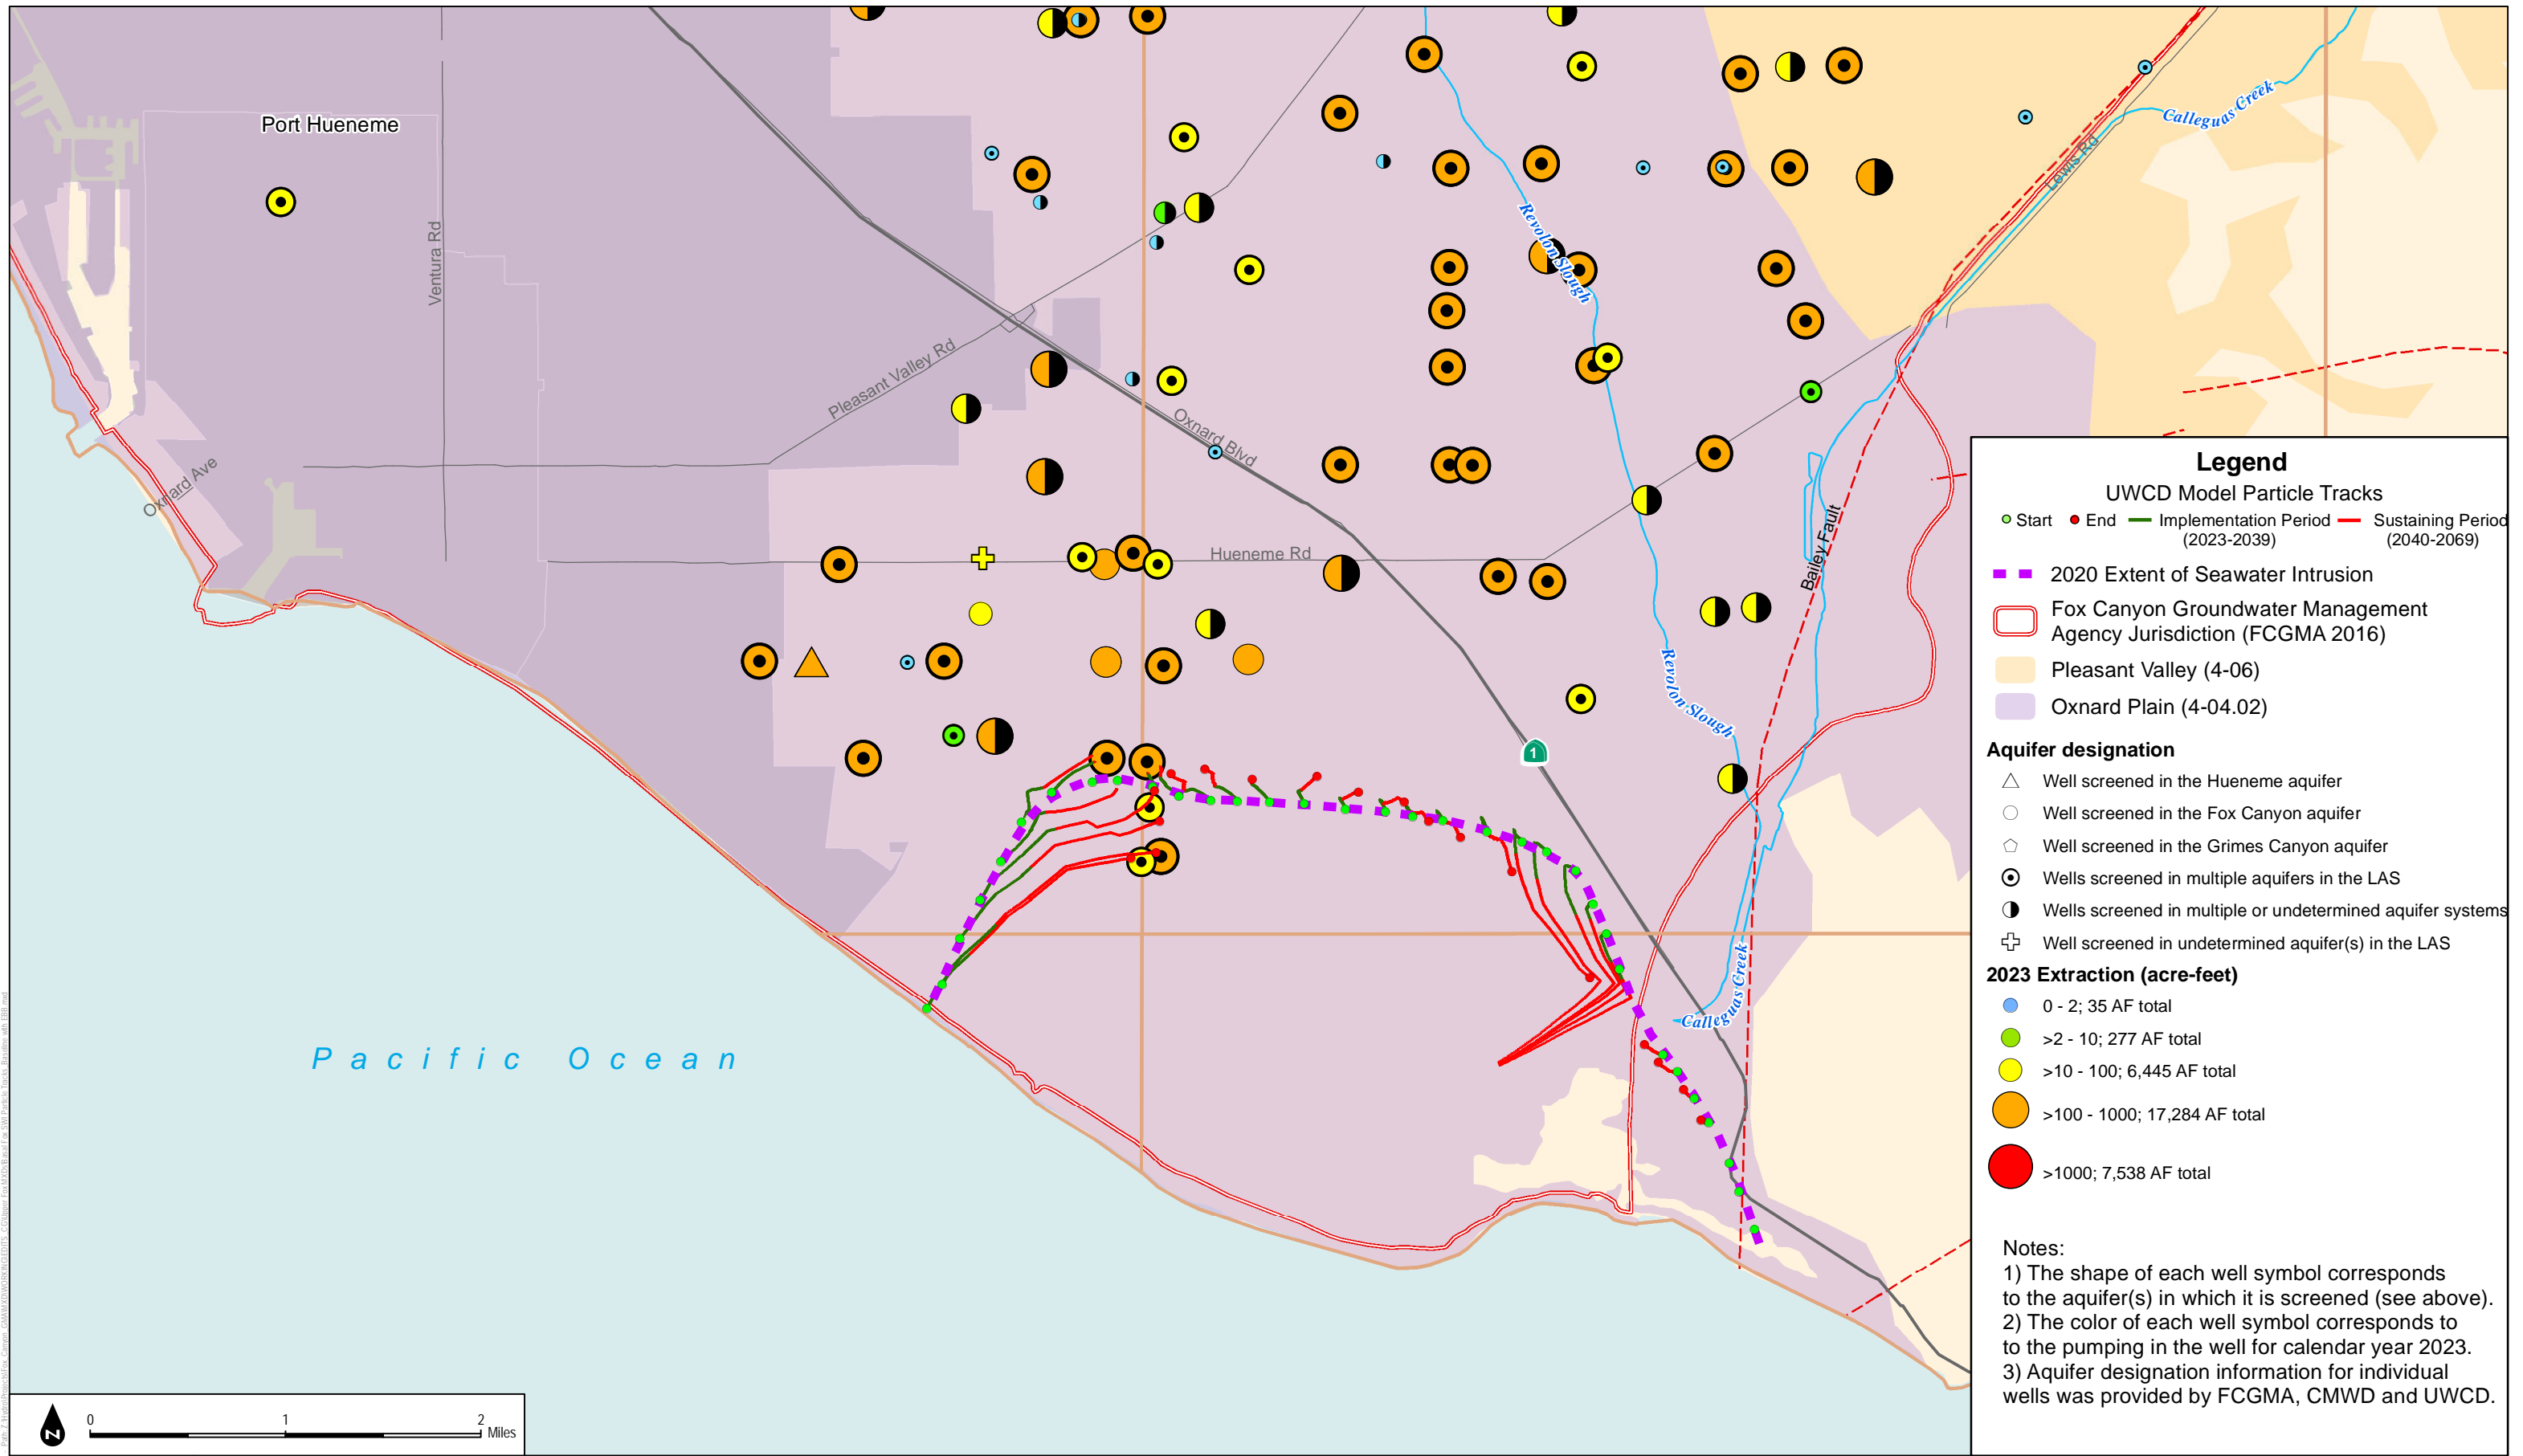 Port Hueneme
Ventura Rd
Oxnard Ave
Pleasant Valley Rd
Oxnard Blvd
Hueneme Rd
Revolon Slough
Revolon Slough
Calleguas Creek
Lewis Rd
Bailey Fault
1
Calleguas Creek
Pacific Ocean
N
0 1 2
Miles
Legend
UWCD Model Particle Tracks
Start End Implementation Period Sustaining Period
(2023-2039) (2040-2069)
2020 Extent of Seawater Intrusion
Fox Canyon Groundwater Management
Agency Jurisdiction (FCGMA 2016)
Pleasant Valley (4-06)
Oxnard Plain (4-04.02)
Aquifer designation
Well screened in the Hueneme aquifer
Well screened in the Fox Canyon aquifer
Well screened in the Grimes Canyon aquifer
Wells screened in multiple aquifers in the LAS
Wells screened in multiple or undetermined aquifer systems
Well screened in undetermined aquifer(s) in the LAS
2023 Extraction (acre-feet)
0 - 2; 35 AF total
>2 - 10; 277 AF total
>10 - 100; 6,445 AF total
>100 - 1000; 17,284 AF total
>1000; 7,538 AF total
Notes:
1) The shape of each well symbol corresponds
to the aquifer(s) in which it is screened (see above).
2) The color of each well symbol corresponds to
to the pumping in the well for calendar year 2023.
3) Aquifer designation information for individual
wells was provided by FCGMA, CMWD and UWCD.